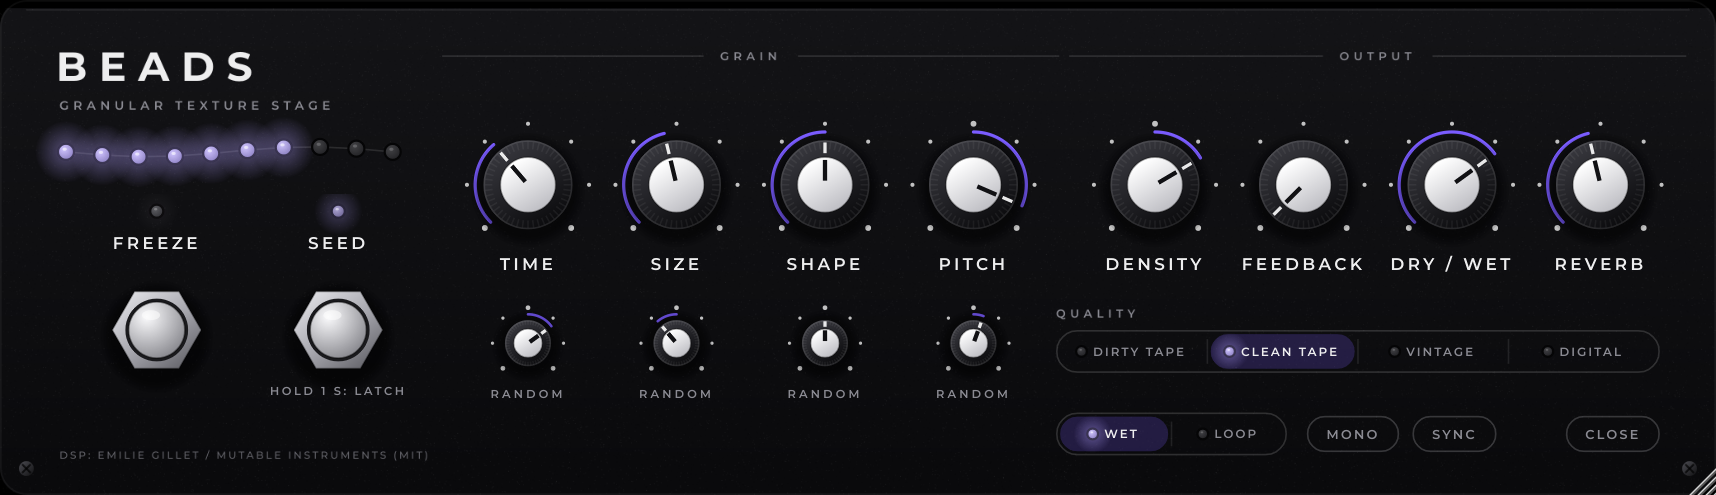 BEADS
GRANULAR TEXTURE STAGE
GRAIN
OUTPUT
FREEZE
SEED
HOLD 1 S: LATCH
TIME
SIZE
SHAPE
PITCH
DENSITY
FEEDBACK
DRY / WET
REVERB
RANDOM
RANDOM
RANDOM
RANDOM
QUALITY
DIRTY TAPE
CLEAN TAPE
VINTAGE
DIGITAL
WET
LOOP
MONO
SYNC
CLOSE
DSP: EMILIE GILLET / MUTABLE INSTRUMENTS (MIT)